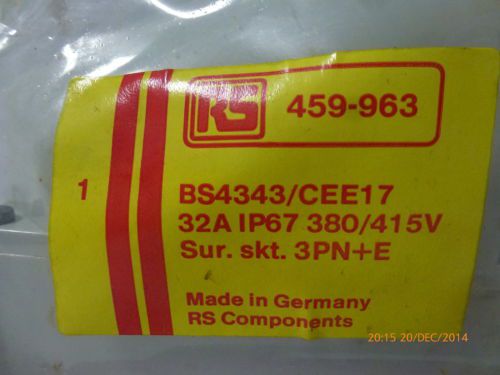 RS 459-963
1
BS4343/CEE17
32A IP67 380/415V
Sur. skt. 3PN+E
Made in Germany
RS Components
20:15 20/DEC/2014